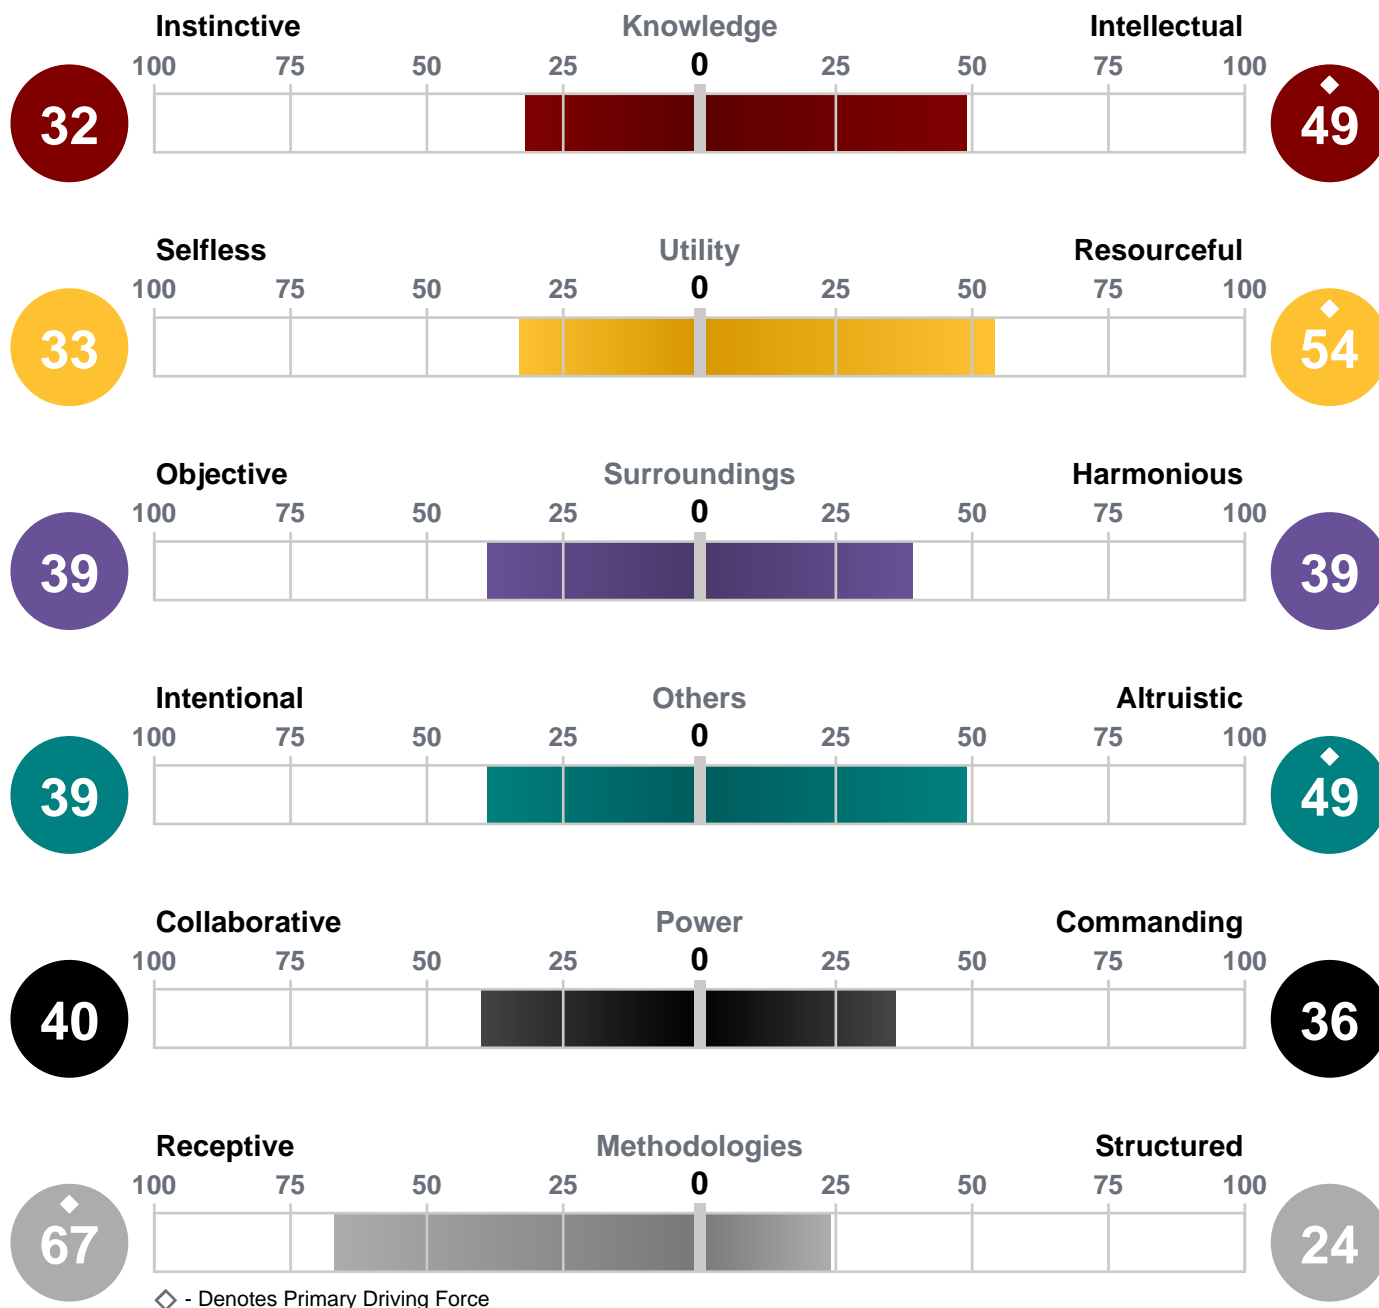 Instinctive Knowledge Intellectual
100 75 50 25 0 25 50 75 100
32 49
Selfless Utility Resourceful
100 75 50 25 0 25 50 75 100
33 54
Objective Surroundings Harmonious
100 75 50 25 0 25 50 75 100
39 39
Intentional Others Altruistic
100 75 50 25 0 25 50 75 100
39 49
Collaborative Power Commanding
100 75 50 25 0 25 50 75 100
40 36
Receptive Methodologies Structured
100 75 50 25 0 25 50 75 100
67 24
- Denotes Primary Driving Force